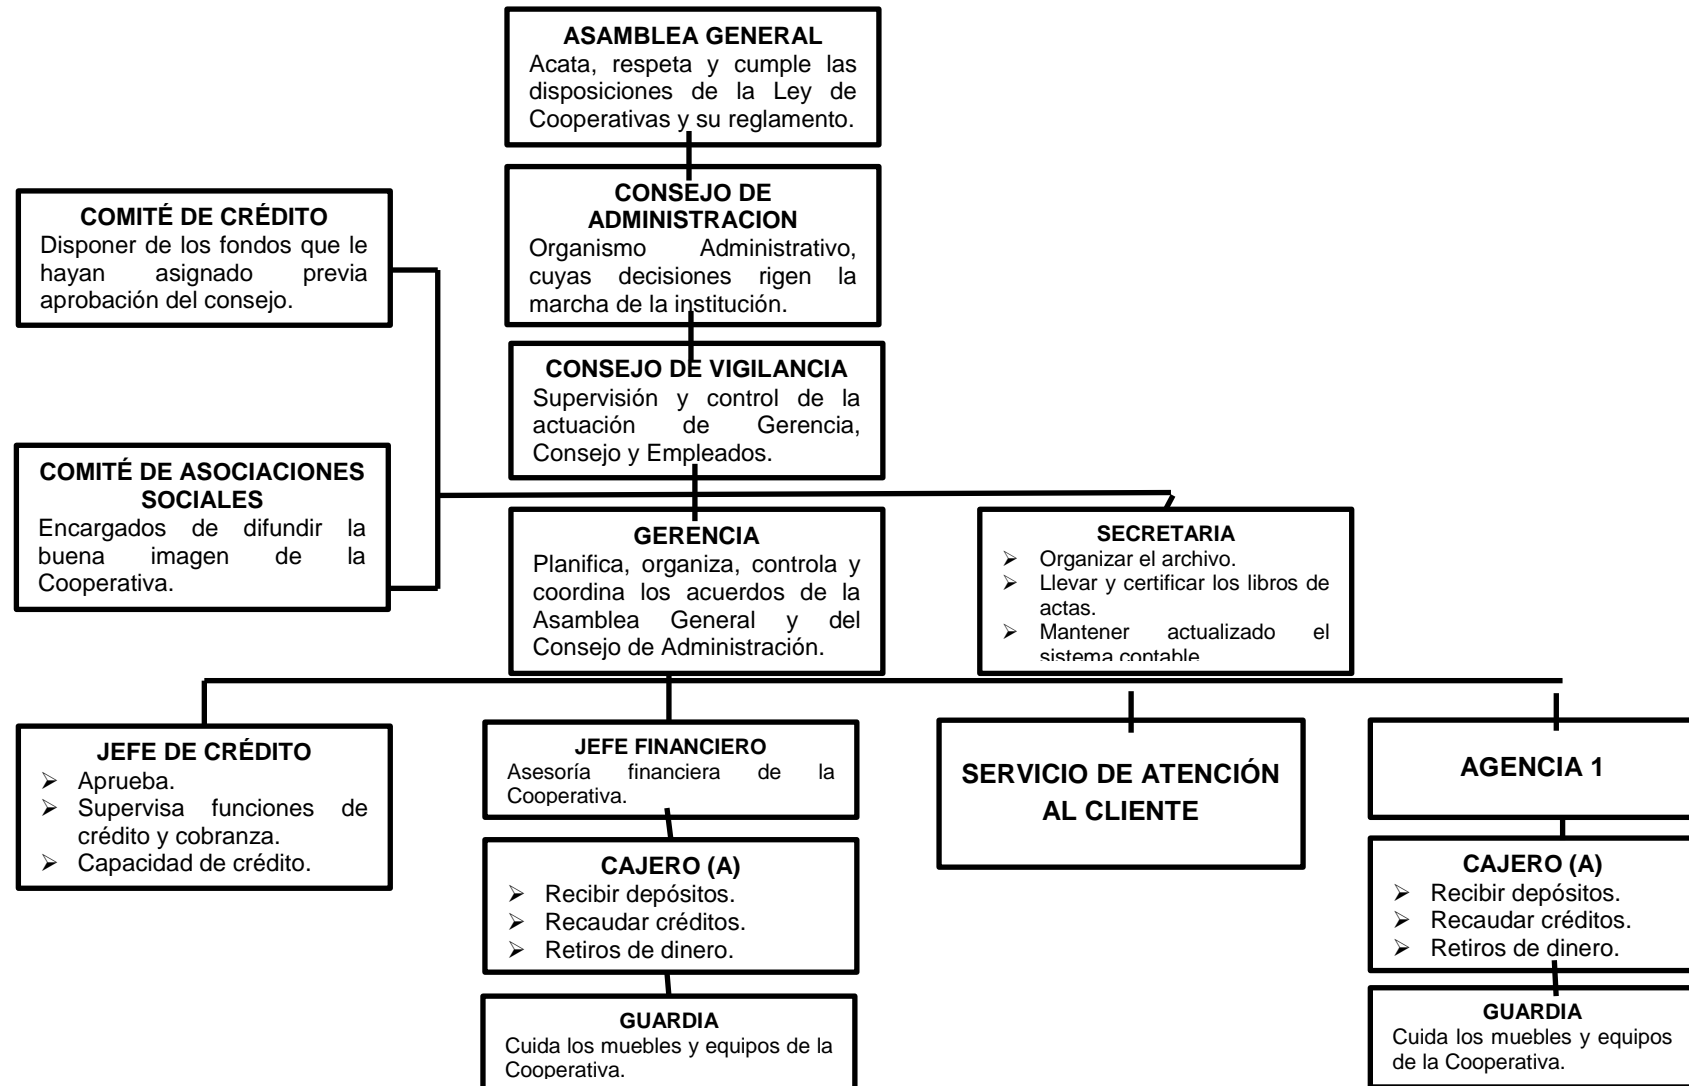 ASAMBLEA GENERAL
Acata, respeta y cumple las
disposiciones de la Ley de
Cooperativas y su reglamento.
CONSEJO DE
ADMINISTRACION
Organismo Administrativo,
cuyas decisiones rigen la
marcha de la institución.
COMITÉ DE CRÉDITO
Disponer de los fondos que le
hayan asignado previa
aprobación del consejo.
CONSEJO DE VIGILANCIA
Supervisión y control de la
actuación de Gerencia,
Consejo y Empleados.
COMITÉ DE ASOCIACIONES
SOCIALES
Encargados de difundir la
buena imagen de la
Cooperativa.
GERENCIA
Planifica, organiza, controla y
coordina los acuerdos de la
Asamblea General y del
Consejo de Administración.
SECRETARIA
➢ Organizar el archivo.
➢ Llevar y certificar los libros de
actas.
➢ Mantener actualizado el
sistema contable
JEFE DE CRÉDITO
➢ Aprueba.
➢ Supervisa funciones de
crédito y cobranza.
➢ Capacidad de crédito.
JEFE FINANCIERO
Asesoría financiera de la
Cooperativa.
SERVICIO DE ATENCIÓN
AL CLIENTE
AGENCIA 1
CAJERO (A)
➢ Recibir depósitos.
➢ Recaudar créditos.
➢ Retiros de dinero.
CAJERO (A)
➢ Recibir depósitos.
➢ Recaudar créditos.
➢ Retiros de dinero.
GUARDIA
Cuida los muebles y equipos de la
Cooperativa.
GUARDIA
Cuida los muebles y equipos
de la Cooperativa.